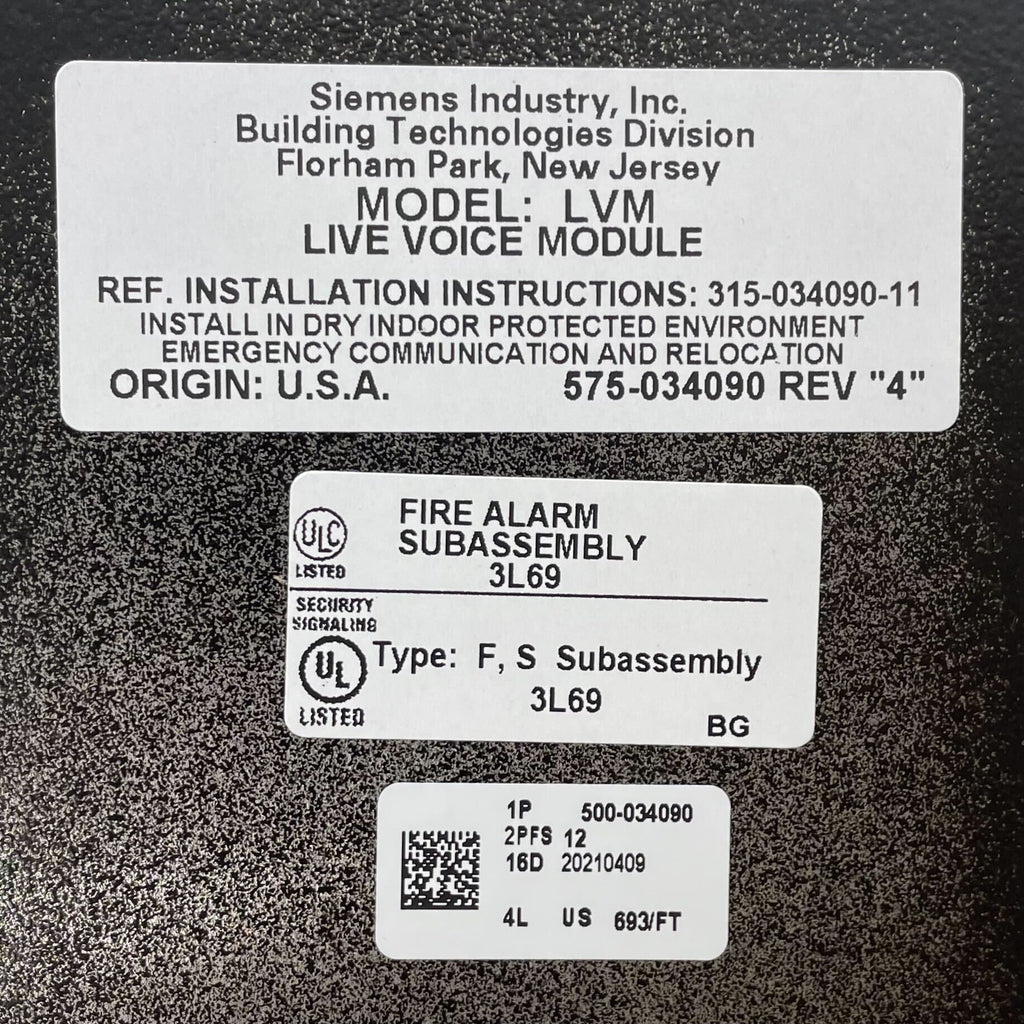 Siemens Industry, Inc.
Building Technologies Division
Florham Park, New Jersey
MODEL: LVM
LIVE VOICE MODULE
REF. INSTALLATION INSTRUCTIONS: 315-034090-11
INSTALL IN DRY INDOOR PROTECTED ENVIRONMENT
EMERGENCY COMMUNICATION AND RELOCATION
ORIGIN: U.S.A. 575-034090 REV "4"
ULC
LISTED
FIRE ALARM
SUBASSEMBLY
3L69
SECURITY
SIGNALING
UL
LISTED
Type: F, S Subassembly
3L69
BG
1P 500-034090
2PFS 12
16D 20210409
4L US 693/FT